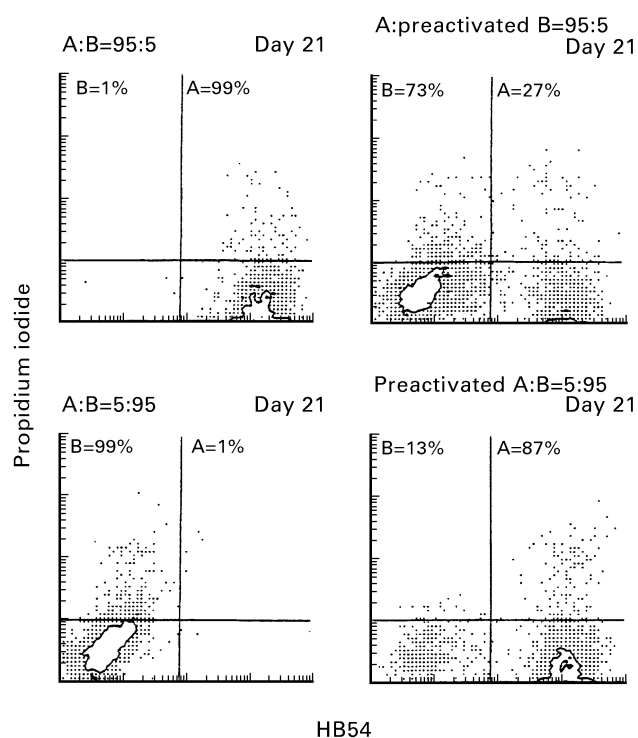 A:B=95:5 Day 21
B=1% A=99%
A:preactivated B=95:5
Day 21
B=73% A=27%
Propidium iodide
A:B=5:95 Day 21
B=99% A=1%
Preactivated A:B=5:95
Day 21
B=13% A=87%
HB54